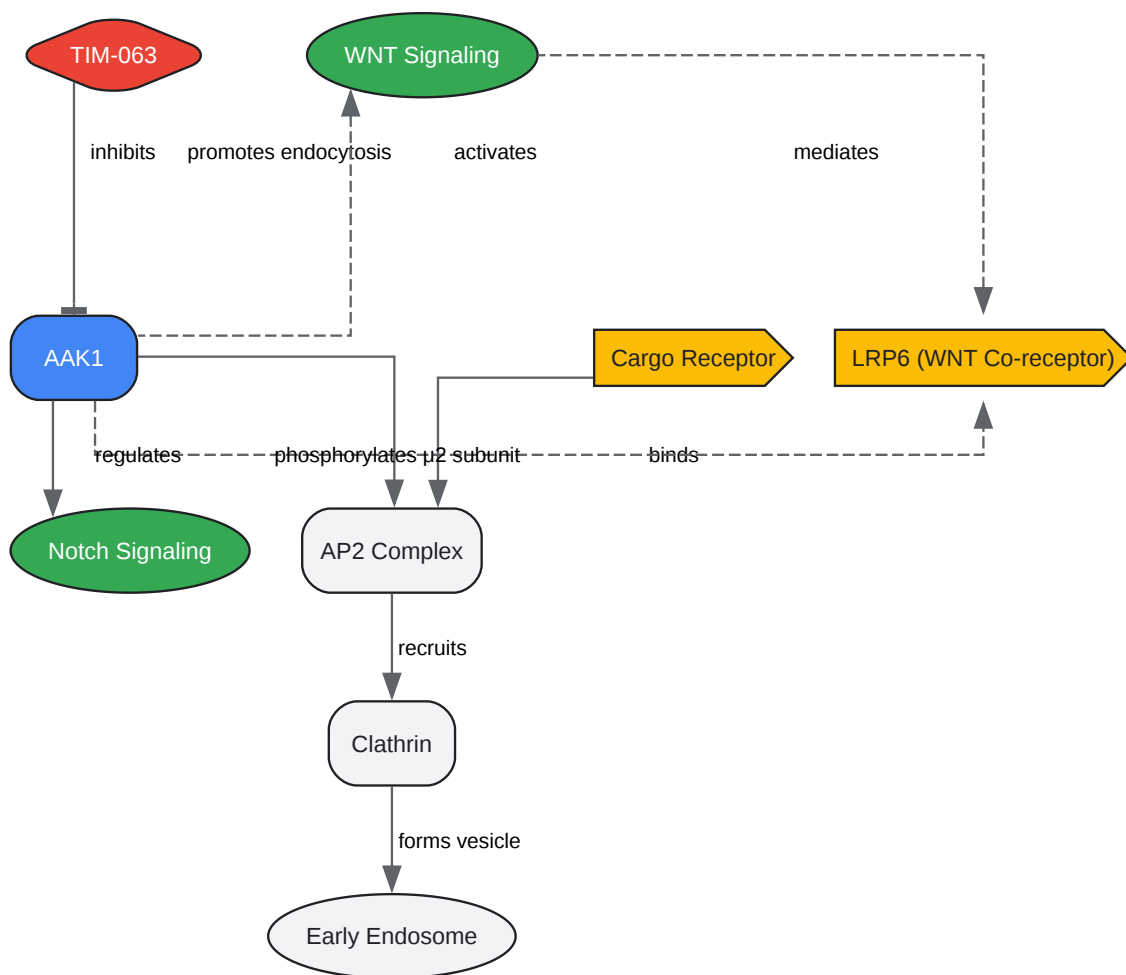 TIM-063
WNT Signaling
inhibits
promotes endocytosis
activates
mediates
AAK1
Cargo Receptor
LRP6 (WNT Co-receptor)
regulates
phosphorylates μ2 subunit
binds
Notch Signaling
AP2 Complex
recruits
Clathrin
forms vesicle
Early Endosome